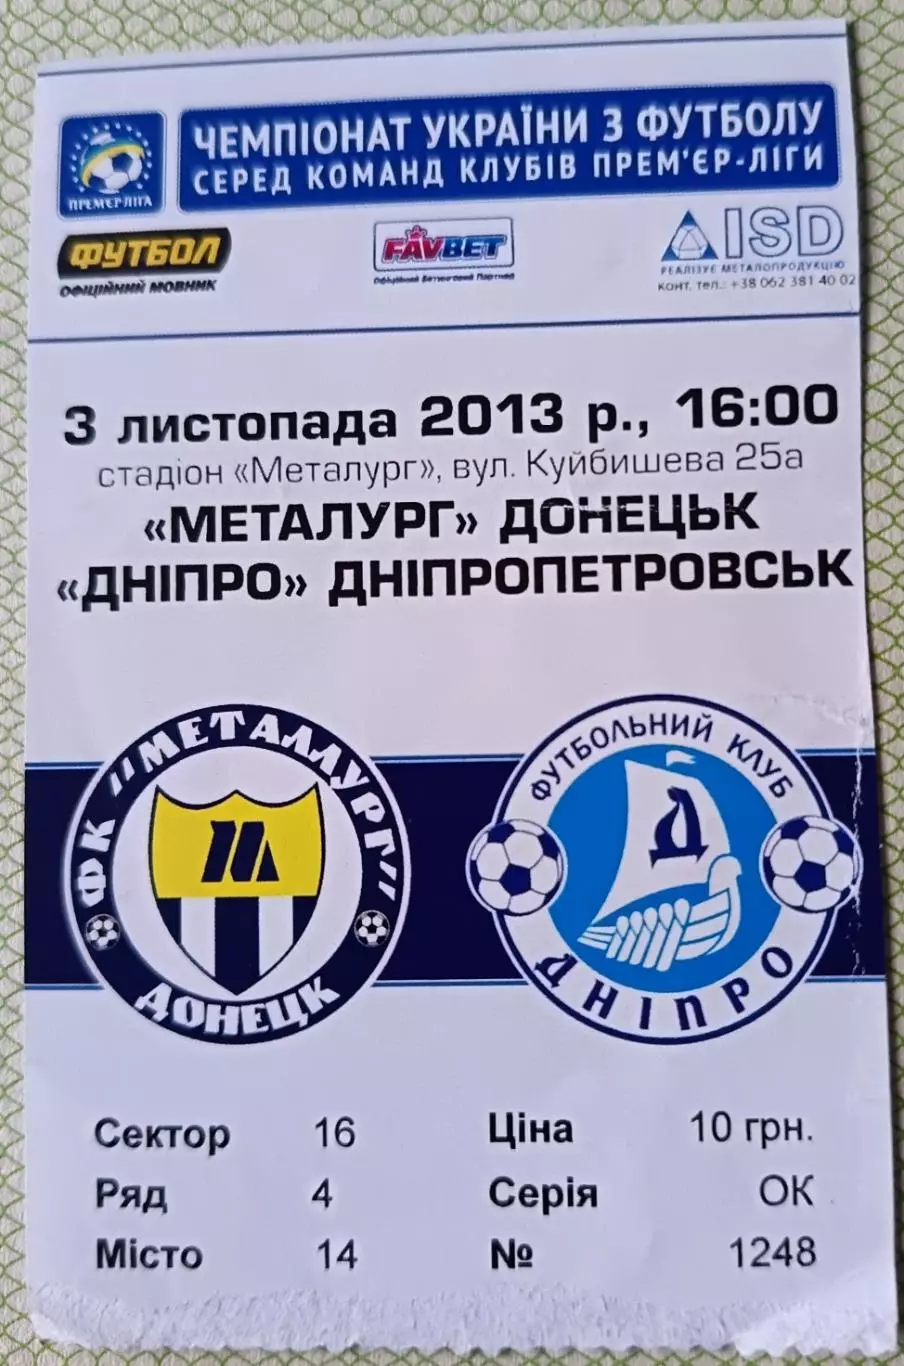 ЧЕМПІОНАТ УКРАЇНИ З ФУТБОЛУ
СЕРЕД КОМАНД КЛУБІВ ПРЕМ'ЄР-ЛІГИ
ПРЕМ'ЄР-ЛІГА
ФУТБОЛ
ОФІЦІЙНИЙ МОВНИК
FAVBET
Офіційний Беттинговий Партнер
ISD
РЕАЛІЗУЄ МЕТАЛОПРОДУКЦІЮ
КОНТ. ТЕЛ.: +38 062 381 40 02
3 листопада 2013 р., 16:00
стадіон «Металург», вул. Куйбишева 25а
«МЕТАЛУРГ» ДОНЕЦЬК
«ДНІПРО» ДНІПРОПЕТРОВСЬК
ФК "МЕТАЛЛУРГ"
ДОНЕЦК
ФУТБОЛЬНИЙ КЛУБ
Д
ДНІПРО
Сектор 16 Ціна 10 грн.
Ряд 4 Серія ОК
Місто 14 № 1248